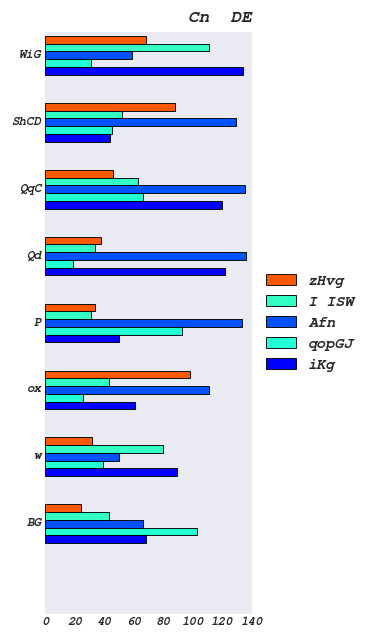 Cn DE
WiG
ShCD
QqC
Qd
P
ox
w
BG
0 20 40 60 80 100 120 140
zHvg
I ISW
Afn
qopGJ
iKg